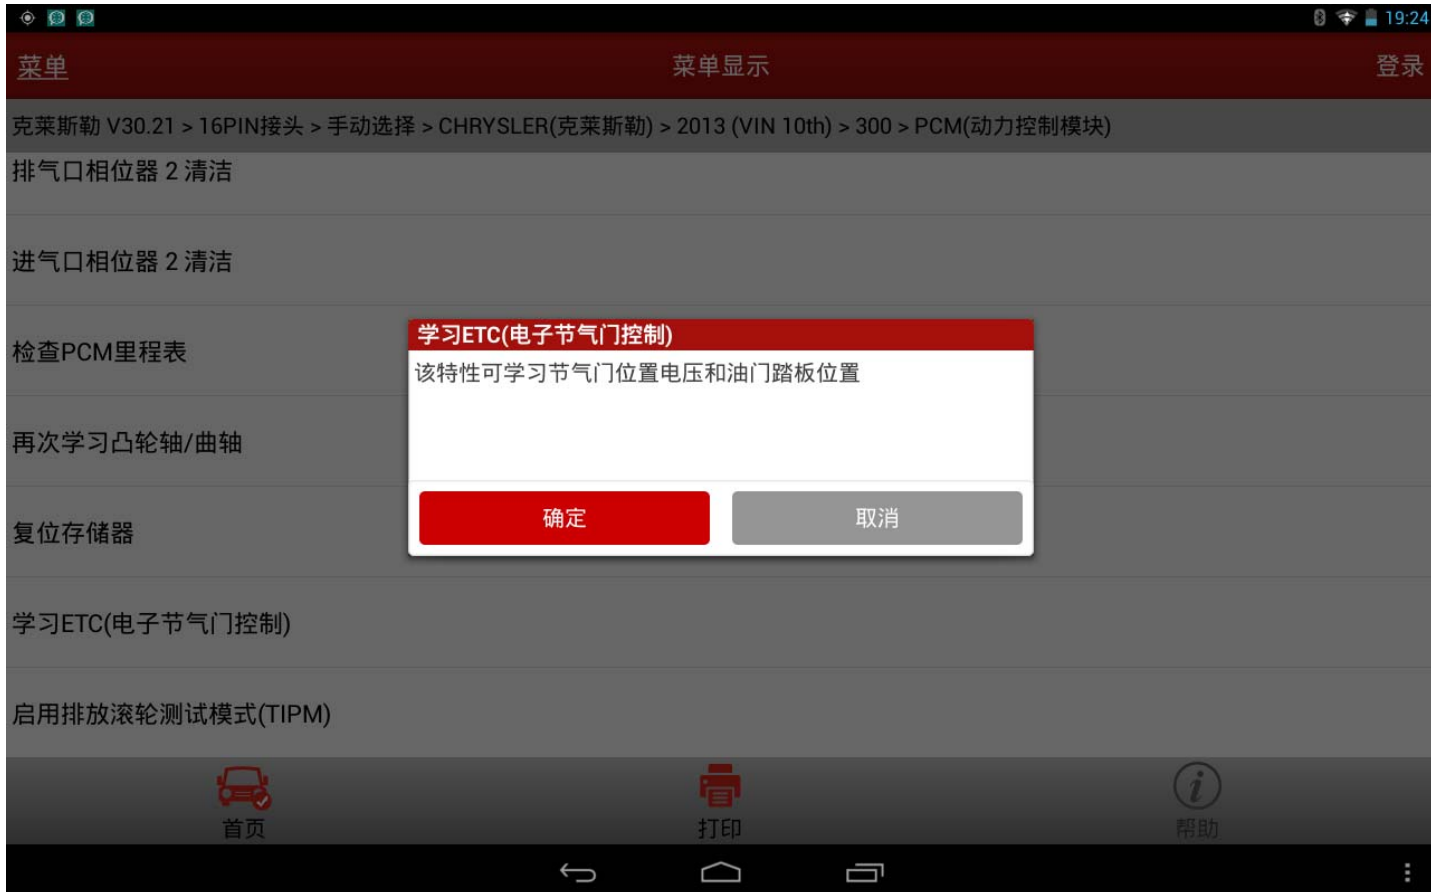 19:24
菜单
菜单显示
登录
克莱斯勒 V30.21 > 16PIN接头 > 手动选择 > CHRYSLER(克莱斯勒) > 2013 (VIN 10th) > 300 > PCM(动力控制模块)
排气口相位器 2 清洁
进气口相位器 2 清洁
检查PCM里程表
再次学习凸轮轴/曲轴
复位存储器
学习ETC(电子节气门控制)
启用排放滚轮测试模式(TIPM)
学习ETC(电子节气门控制)
该特性可学习节气门位置电压和油门踏板位置
确定
取消
首页
打印
帮助